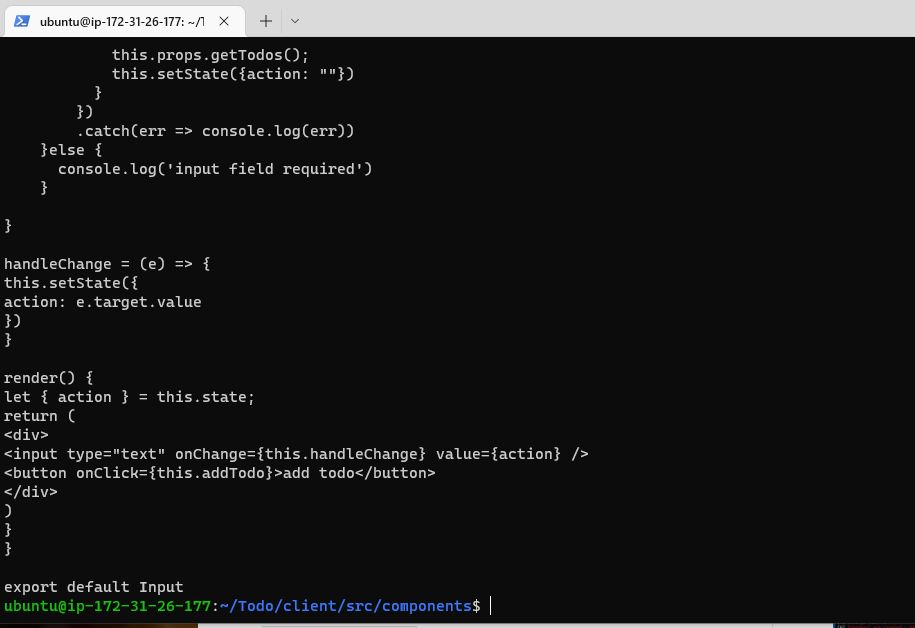 ubuntu@ip-172-31-26-177: ~/T
            this.props.getTodos();
            this.setState({action: ""})
          }
        })
        .catch(err => console.log(err))
    }else {
      console.log('input field required')
    }
}
handleChange = (e) => {
this.setState({
action: e.target.value
})
}
render() {
let { action } = this.state;
return (
<div>
<input type="text" onChange={this.handleChange} value={action} />
<button onClick={this.addTodo}>add todo</button>
</div>
)
}
}
export default Input
ubuntu@ip-172-31-26-177:~/Todo/client/src/components$